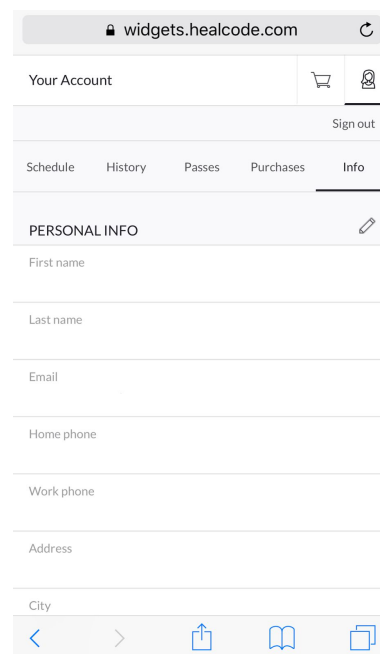 widgets.healcode.com
Your Account
Sign out
Schedule History Passes Purchases Info
PERSONAL INFO
First name
Last name
Email
Home phone
Work phone
Address
City